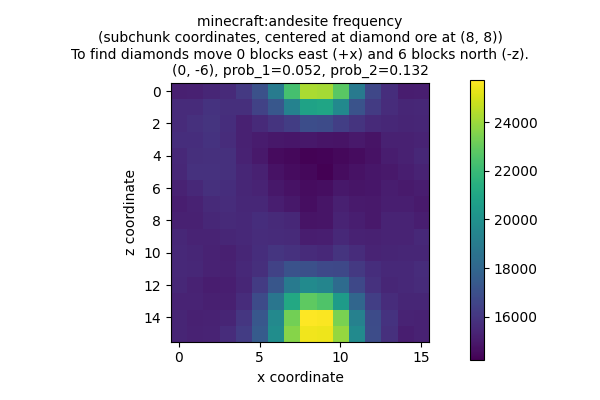 minecraft:andesite frequency
(subchunk coordinates, centered at diamond ore at (8, 8))
To find diamonds move 0 blocks east (+x) and 6 blocks north (-z).
(0, -6), prob_1=0.052, prob_2=0.132
0
2
4
6
8
10
12
14
z coordinate
0
5
10
15
x coordinate
24000
22000
20000
18000
16000